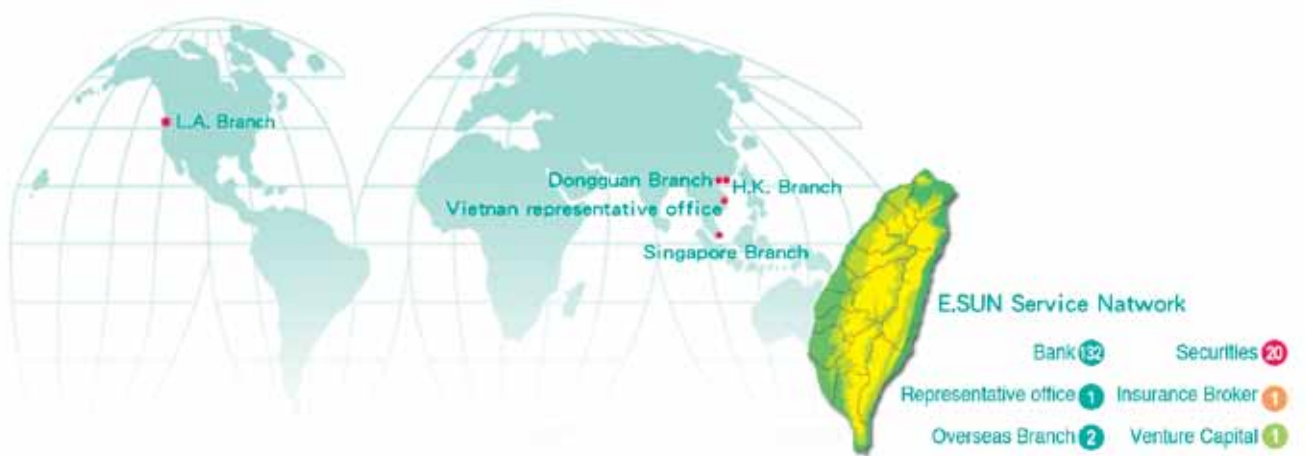 L.A. Branch
Dongguan Branch
H.K. Branch
Vietnan representative office
Singapore Branch
E.SUN Service Natwork
Bank 132
Securities 20
Representative office 1
Insurance Broker 1
Overseas Branch 2
Venture Capital 1